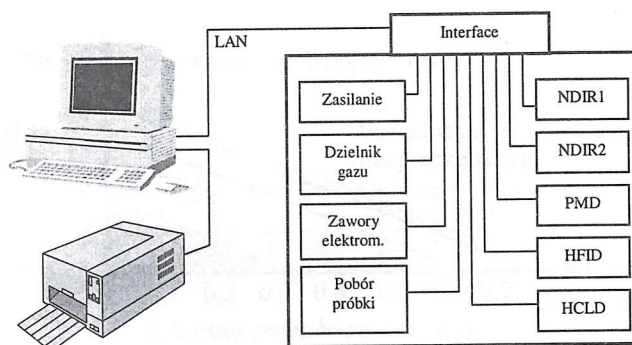 LAN
Interface
Zasilanie
Dzielnik
gazu
Zawory
elektrom.
Pobór
próbki
NDIR1
NDIR2
PMD
HFID
HCLD